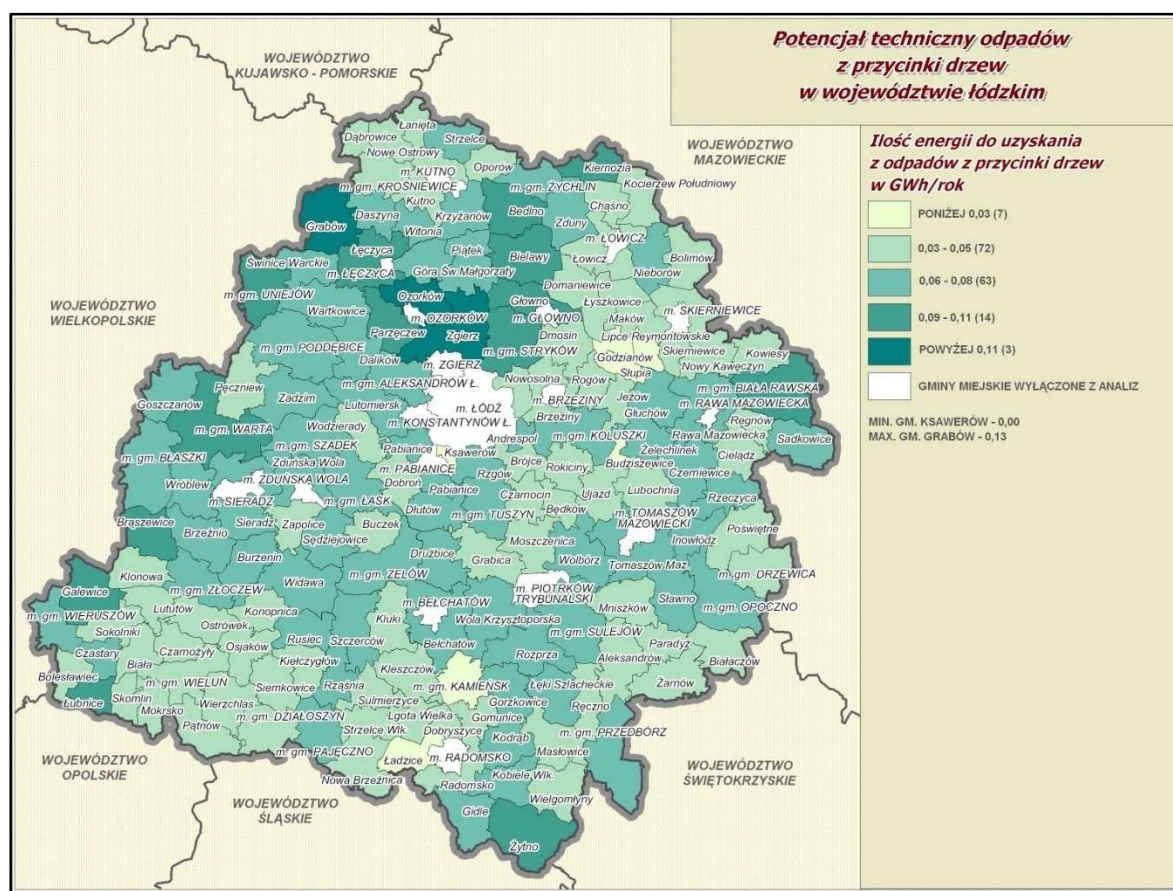 Potencjał techniczny odpadów
z przycinki drzew
w województwie łódzkim
Ilość energii do uzyskania
z odpadów z przycinki drzew
w GWh/rok
PONIŻEJ 0,03 (7)
0,03 - 0,05 (72)
0,06 - 0,08 (63)
0,09 - 0,11 (14)
POWYŻEJ 0,11 (3)
GMINY MIEJSKIE WYŁĄCZONE Z ANALIZ
MIN. GM. KSAWERÓW - 0,00
MAX. GM. GRABÓW - 0,13
WOJEWÓDZTWO
KUJAWSKO - POMORSKIE
WOJEWÓDZTWO
MAZOWIECKIE
WOJEWÓDZTWO
WIELKOPOLSKIE
WOJEWÓDZTWO
OPOLSKIE
WOJEWÓDZTWO
ŚLĄSKIE
WOJEWÓDZTWO
ŚWIĘTOKRZYSKIE
Łanięta
Dąbrowice
Strzelce
Nowe Ostrowy
Oporów
m. KUTNO
m. gm. KROŚNIEWICE
Kutno
Kiernozia
m. gm. ŻYCHLIN
Kocierzew Południowy
Bedlno
Chąśno
Grabów
Daszyna
Krzyżanów
Zduny
Witonia
m. ŁOWICZ
Łęczyca
Piątek
Bielawy
Łowicz
Bolimów
Świnice Warckie
m. ŁĘCZYCA
Góra Św. Małgorzaty
Nieborów
Domaniewice
m. gm. UNIEJÓW
Ozorków
Głowno
Łyszkowice
Wartkowice
m. OZORKÓW
m. GŁOWNO
Maków
m. SKIERNIEWICE
Parzęczew
Zgierz
Dmosin
Lipce Reymontowskie
m. gm. PODDĘBICE
m. gm. STRYKÓW
Godzianów
Skierniewice
Kowiesy
Dalików
m. ZGIERZ
Słupia
Nowy Kawęczyn
Pęczniew
m. gm. ALEKSANDRÓW Ł.
Nowosolna
Rogów
m. gm. BIAŁA RAWSKA
Goszczanów
Zadzim
m. BRZEZINY
Jeżów
m. RAWA MAZOWIECKA
Lutomiersk
m. ŁÓDŹ
Brzeziny
Głuchów
Regnów
m. gm. WARTA
Wodzierady
m. KONSTANTYNÓW Ł.
Andrespol
m. gm. KOLUSZKI
Rawa Mazowiecka
Sadkowice
m. gm. SZADEK
Pabianice
Ksawerów
Żelechlinek
Cielądz
m. gm. BŁASZKI
Zduńska Wola
m. PABIANICE
Brójce
Rokiciny
Budziszewice
Wróblew
m. ZDUŃSKA WOLA
Dobroń
Rzgów
Czerniewice
m. SIERADZ
m. gm. ŁASK
Pabianice
Czarnocin
Ujazd
Lubochnia
Rzeczyca
Brąszewice
Sieradz
Zapolice
Buczek
Dłutów
m. gm. TUSZYN
Będków
m. TOMASZÓW
MAZOWIECKI
Brzeźnio
Sędziejowice
Poświętne
Burzenin
Drużbice
Moszczenica
Inowłódz
Klonowa
Grabica
Wolbórz
Tomaszów Maz.
m. gm. DRZEWICA
Galewice
m. gm. ZŁOCZEW
Widawa
m. gm. ZELÓW
m. PIOTRKÓW
TRYBUNALSKI
m. gm. WIERUSZÓW
Lututów
Konopnica
m. BEŁCHATÓW
Mniszków
Sławno
m. gm. OPOCZNO
Sokolniki
Ostrówek
Kluki
Wola Krzysztoporska
m. gm. SULEJÓW
Czastary
Czarnożyły
Osjaków
Rusiec
Szczerców
Bełchatów
Rozprza
Paradyż
Bolesławiec
Biała
Kiełczygłów
Kleszczów
Aleksandrów
Białaczów
Łubnice
Skomlin
m. gm. WIELUŃ
Siemkowice
Rząśnia
m. gm. KAMIEŃSK
Łęki Szlacheckie
Żarnów
Mokrsko
Wierzchlas
Sulmierzyce
Gorzkowice
Ręczno
Pątnów
m. gm. DZIAŁOSZYN
Lgota Wielka
Gomunice
Strzelce Wlk.
Dobryszyce
Kodrąb
m. gm. PRZEDBÓRZ
m. gm. PAJĘCZNO
Ładzice
m. RADOMSKO
Masłowice
Nowa Brzeźnica
Radomsko
Kobiele Wlk.
Wielgomłyny
Gidle
Żytno